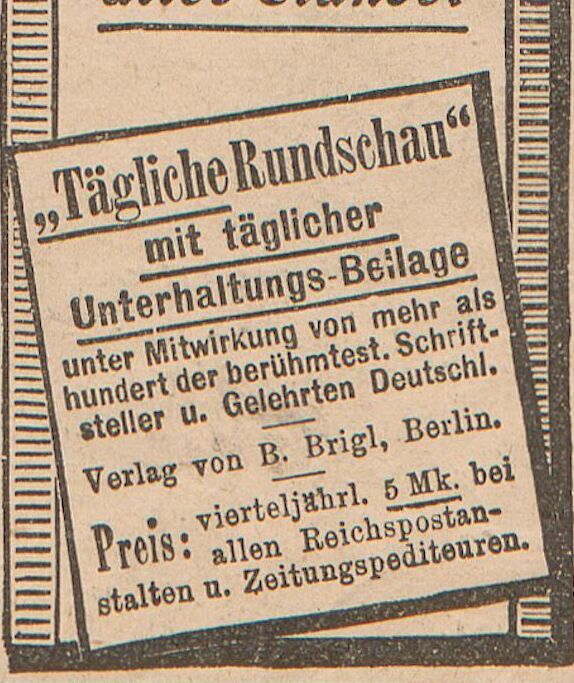 „Tägliche Rundschau“
mit täglicher
Unterhaltungs-Beilage
unter Mitwirkung von mehr als
hundert der berühmtest. Schrift-
steller u. Gelehrten Deutschl.
Verlag von B. Brigl, Berlin.
Preis: vierteljährl. 5 Mk. bei
allen Reichspostan-
stalten u. Zeitungspediteuren.